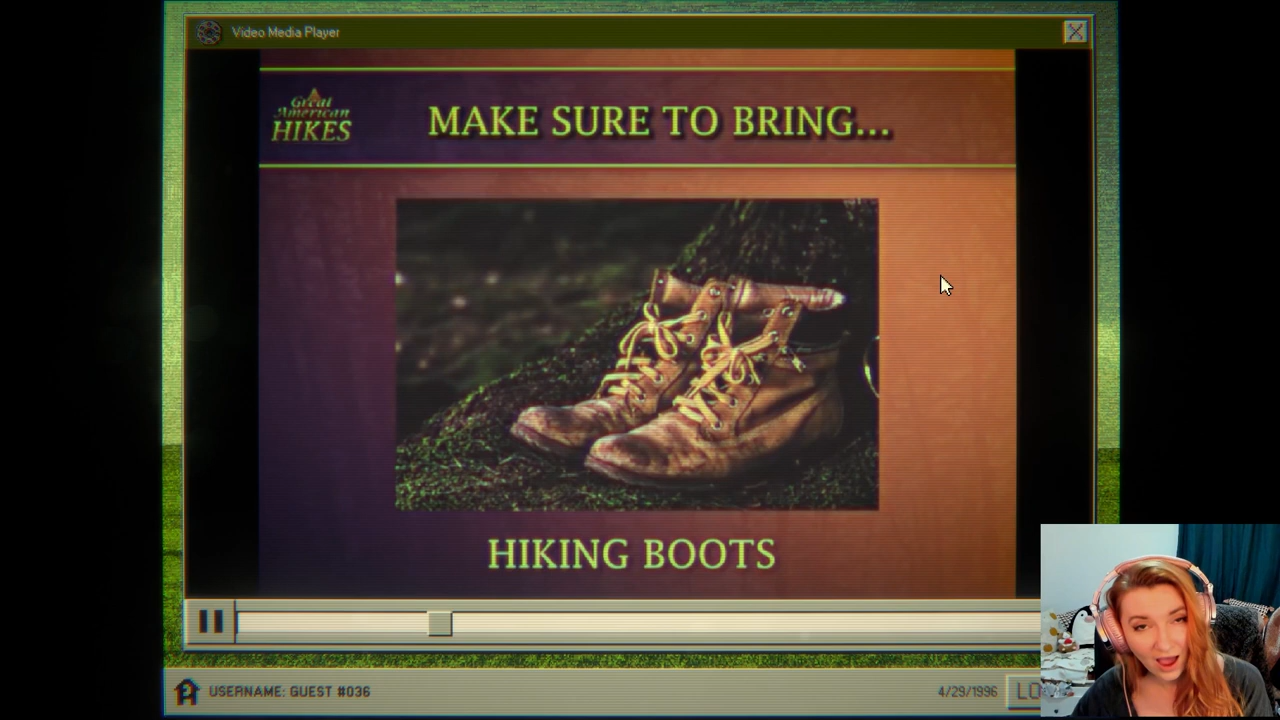 Video Media Player
Great
American
HIKES
MAKE SURE TO BRING...
HIKING BOOTS
USERNAME: GUEST #036
4/29/1996